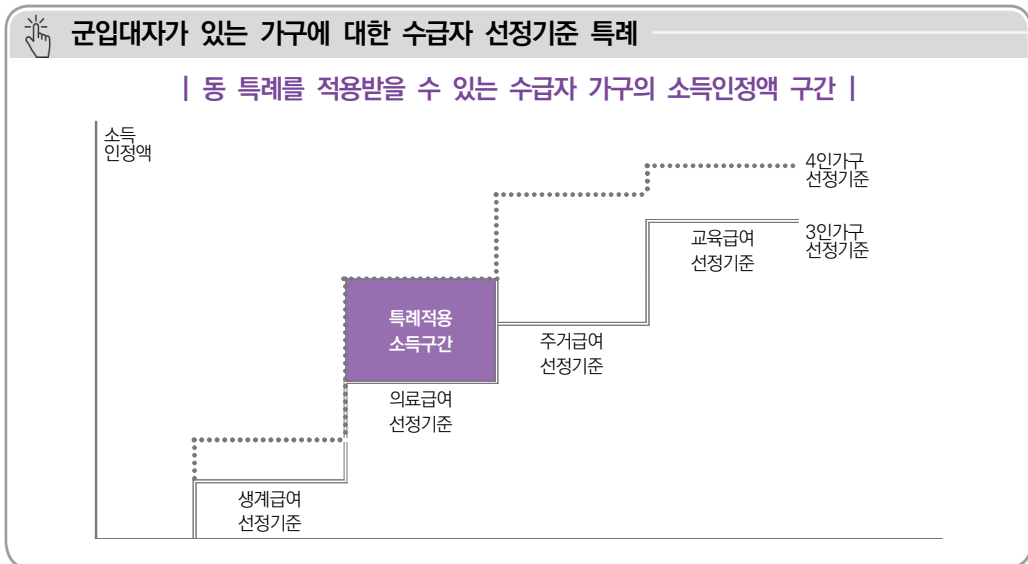 군입대자가 있는 가구에 대한 수급자 선정기준 특례
| 동 특례를 적용받을 수 있는 수급자 가구의 소득인정액 구간 |
소득
인정액
4인가구
선정기준
3인가구
선정기준
교육급여
선정기준
특례적용
소득구간
주거급여
선정기준
의료급여
선정기준
생계급여
선정기준